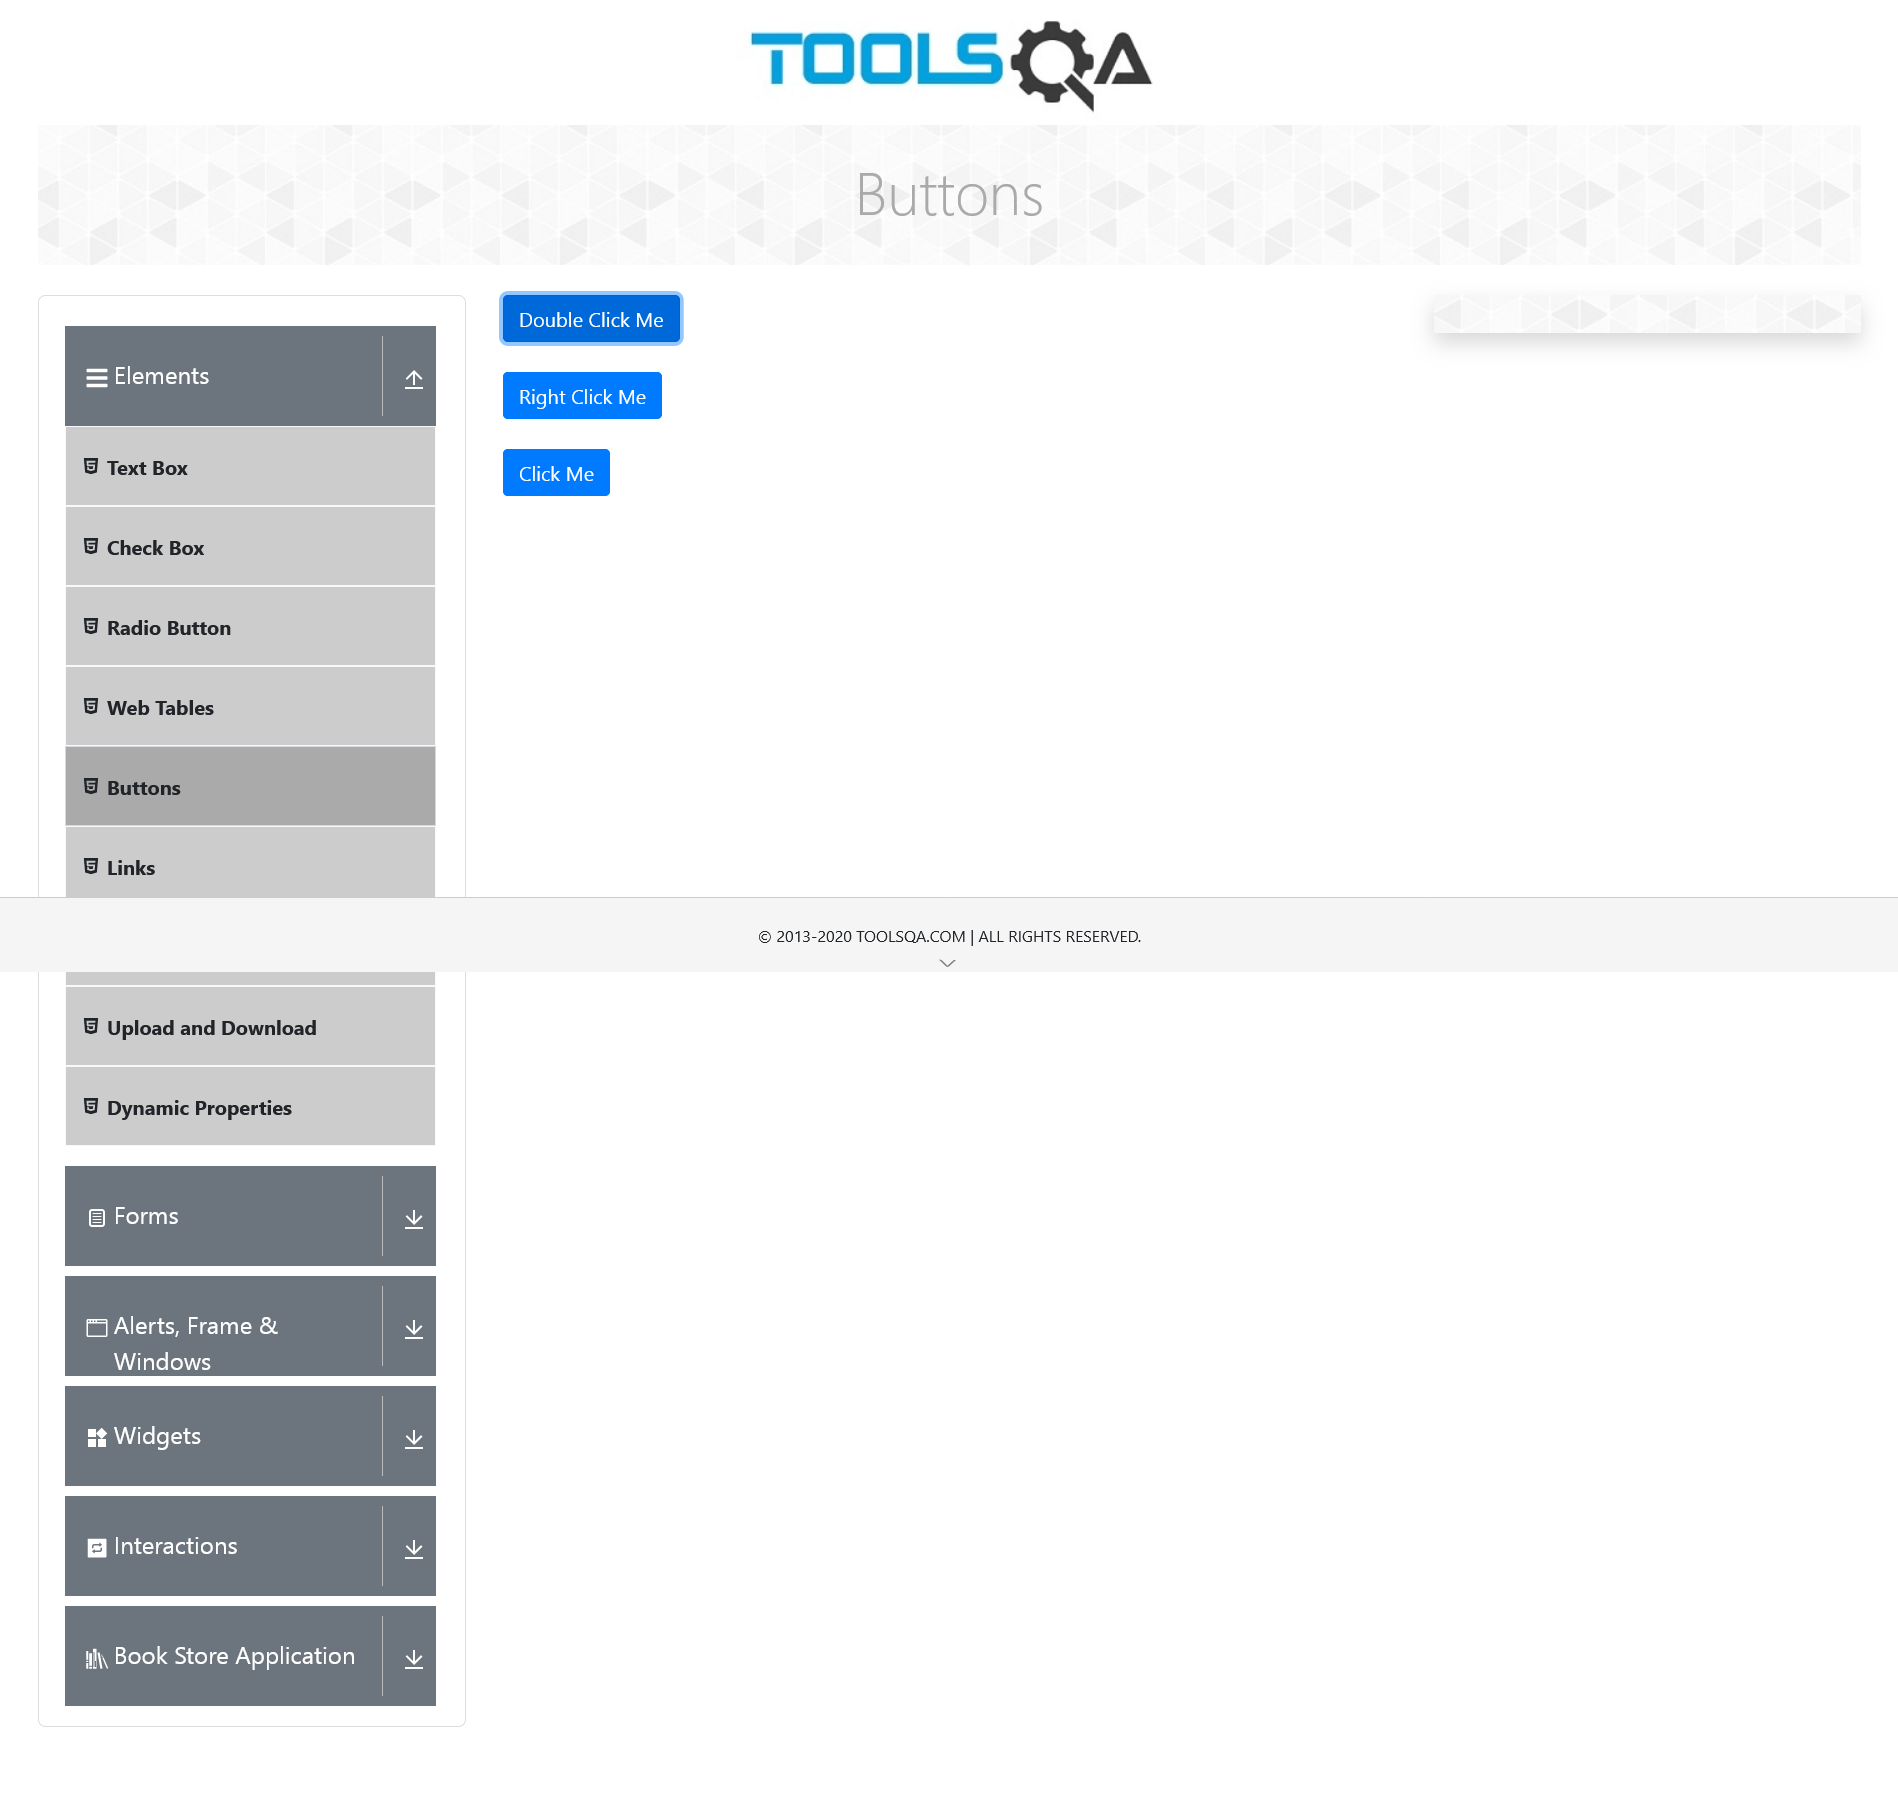 TOOLSQA
Buttons
Elements
Text Box
Check Box
Radio Button
Web Tables
Buttons
Links
Upload and Download
Dynamic Properties
Forms
Alerts, Frame &
Windows
Widgets
Interactions
Book Store Application
Double Click Me
Right Click Me
Click Me
© 2013-2020 TOOLSQA.COM | ALL RIGHTS RESERVED.